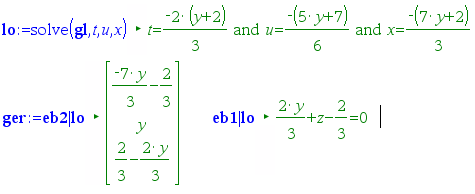 lo:=solve(gl,t,u,x) ▸ t=-2·(y+2)/3 and u=-(5·y+7)/6 and x=-(7·y+2)/3
ger:=eb2|lo ▸ [-7·y/3-2/3; y; 2/3-2·y/3] eb1|lo ▸ 2·y/3+z-2/3=0